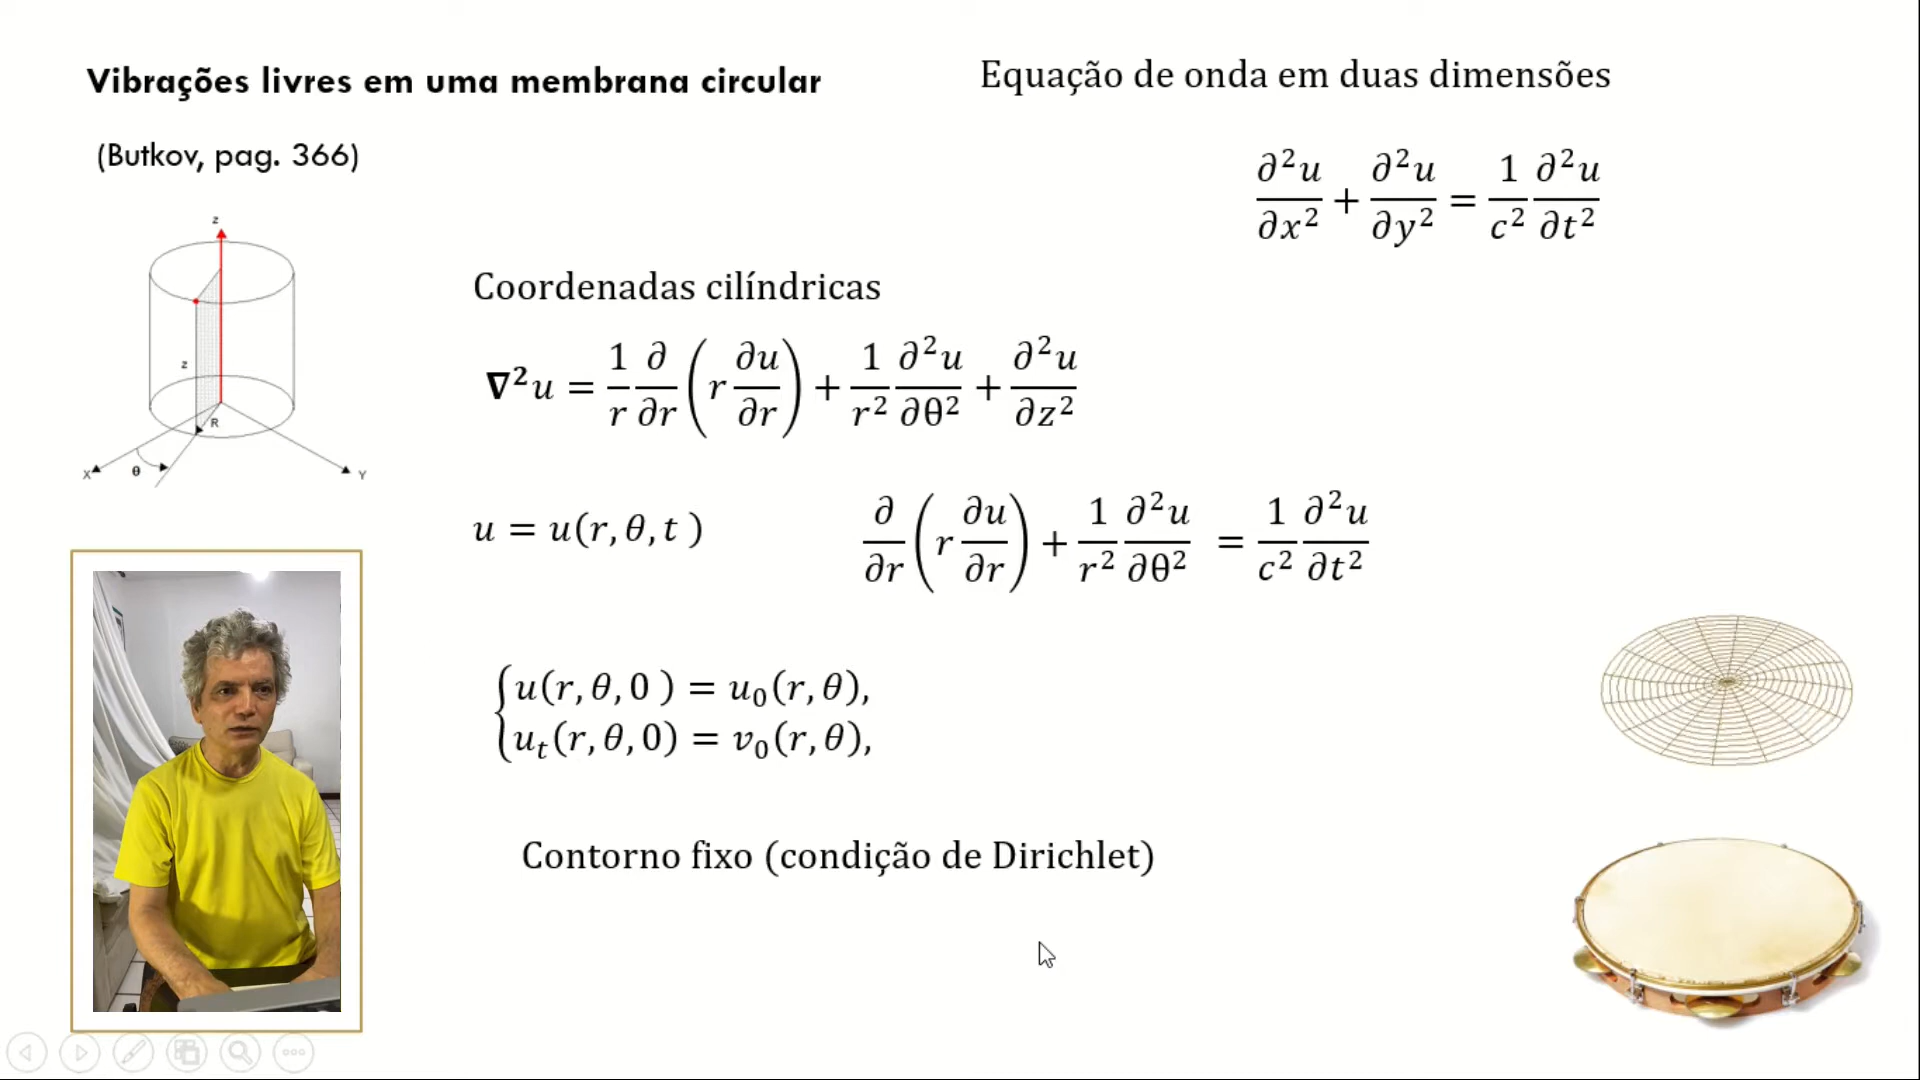 Vibrações livres em uma membrana circular
(Butkov, pag. 366)
Equação de onda em duas dimensões
∂²u/∂x² + ∂²u/∂y² = 1/c² ∂²u/∂t²
z
z
R
X
θ
Y
Coordenadas cilíndricas
∇²u = 1/r ∂/∂r (r ∂u/∂r) + 1/r² ∂²u/∂θ² + ∂²u/∂z²
u = u(r, θ, t )
∂/∂r (r ∂u/∂r) + 1/r² ∂²u/∂θ² = 1/c² ∂²u/∂t²
{u(r, θ, 0 ) = u₀(r, θ),
uₜ(r, θ, 0) = v₀(r, θ),
Contorno fixo (condição de Dirichlet)